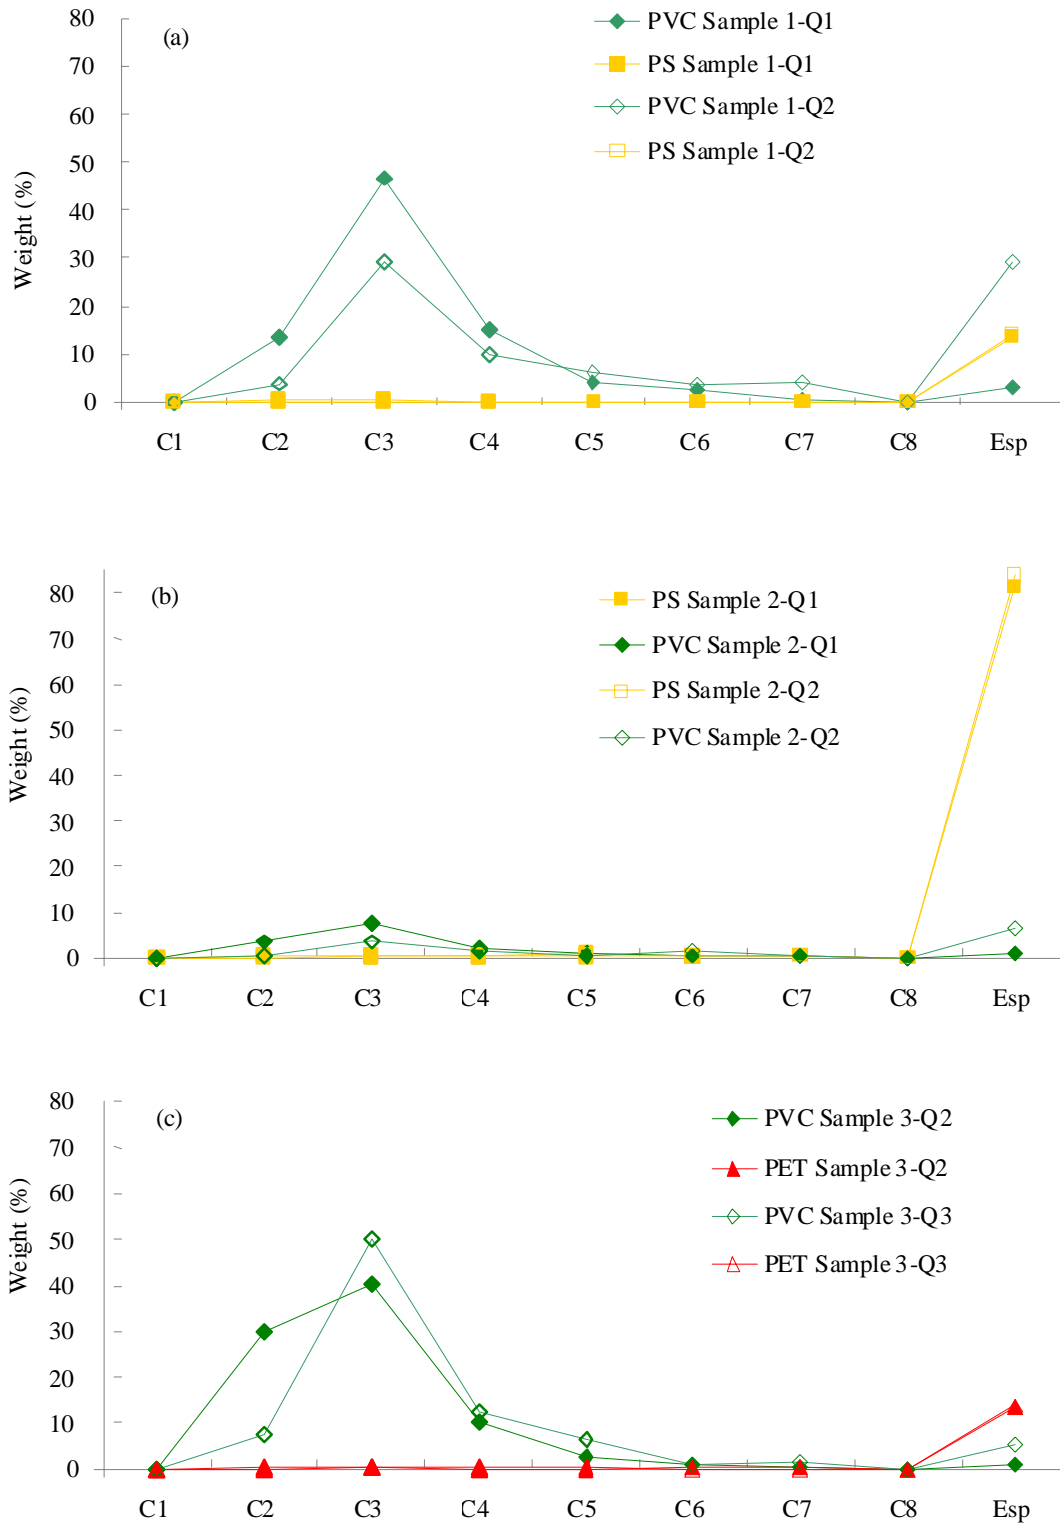 (a)
PVC Sample 1-Q1
PS Sample 1-Q1
PVC Sample 1-Q2
PS Sample 1-Q2
Weight (%)
80
70
60
50
40
30
20
10
0
C1 C2 C3 C4 C5 C6 C7 C8 Esp
(b)
PS Sample 2-Q1
PVC Sample 2-Q1
PS Sample 2-Q2
PVC Sample 2-Q2
Weight (%)
80
70
60
50
40
30
20
10
0
C1 C2 C3 C4 C5 C6 C7 C8 Esp
(c)
PVC Sample 3-Q2
PET Sample 3-Q2
PVC Sample 3-Q3
PET Sample 3-Q3
Weight (%)
80
70
60
50
40
30
20
10
0
C1 C2 C3 C4 C5 C6 C7 C8 Esp